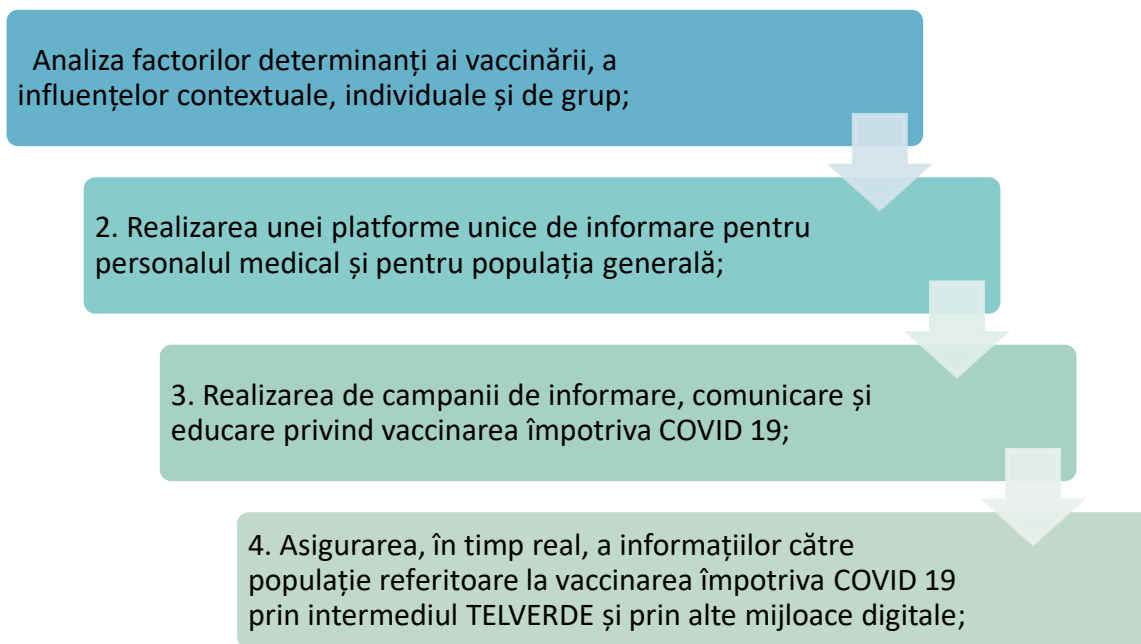 Analiza factorilor determinanți ai vaccinării, a
influențelor contextuale, individuale și de grup;
2. Realizarea unei platforme unice de informare pentru
personalul medical și pentru populația generală;
3. Realizarea de campanii de informare, comunicare și
educare privind vaccinarea împotriva COVID 19;
4. Asigurarea, în timp real, a informațiilor către
populație referitoare la vaccinarea împotriva COVID 19
prin intermediul TELVERDE și prin alte mijloace digitale;